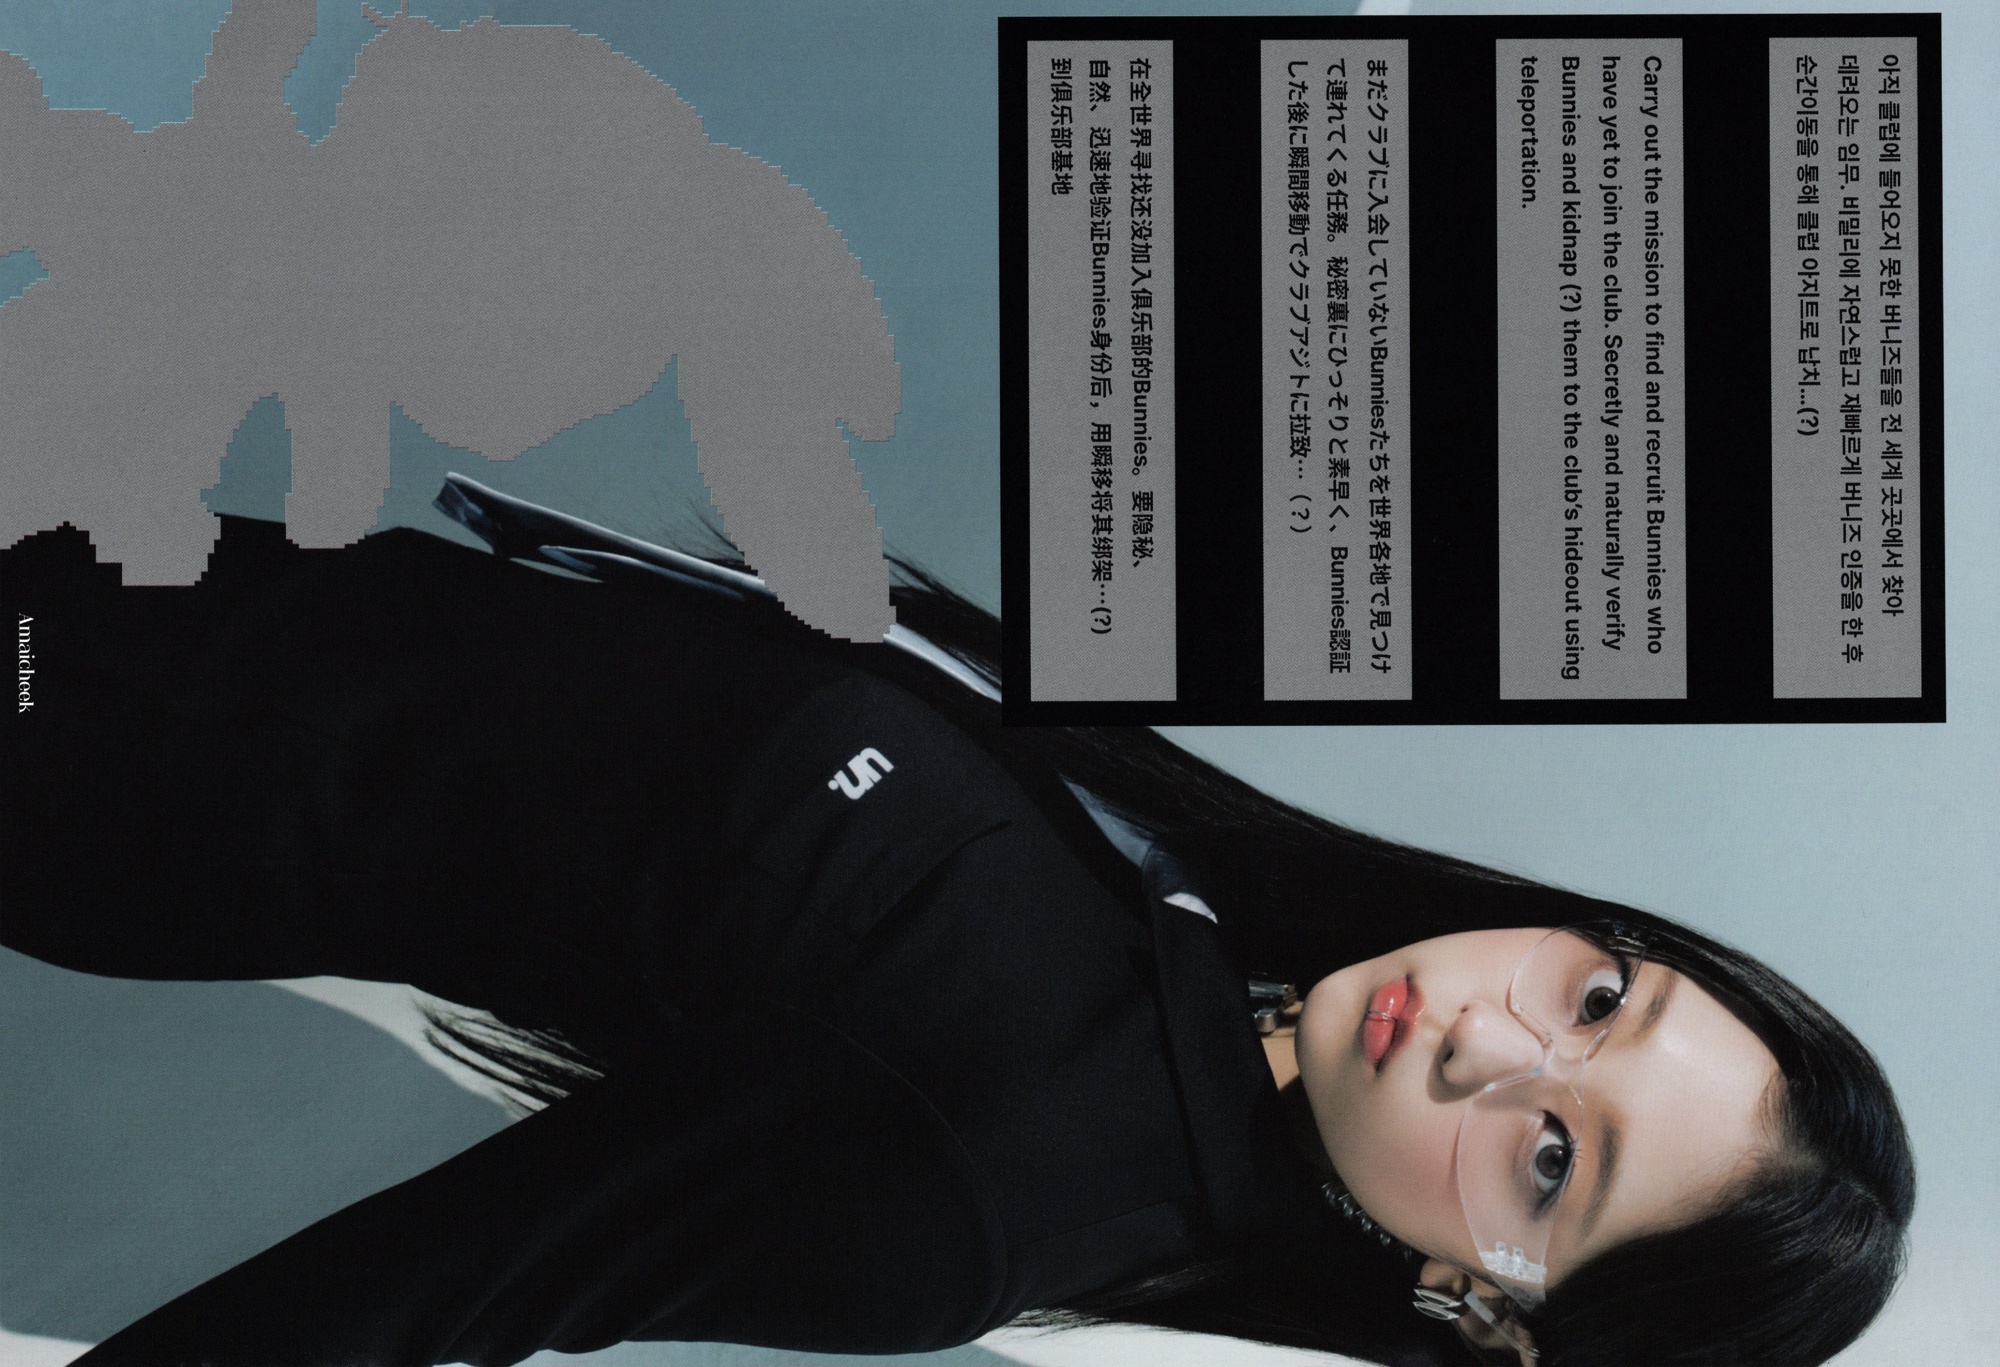 아직 클럽에 들어오지 못한 버니즈들을 전 세계 곳곳에서 찾아
데려오는 임무. 비밀리에 자연스럽고 재빠르게 버니즈 인증을 한 후
순간이동을 통해 클럽 아지트로 납치...(?)
Carry out the mission to find and recruit Bunnies who
have yet to join the club. Secretly and naturally verify
Bunnies and kidnap (?) them to the club's hideout using
teleportation.
まだクラブに入会していないBunniesたちを世界各地で見つけ
て連れてくる任務。秘密裏にひっそりと素早く、Bunnies認証
した後に瞬間移動でクラブアジトに拉致…（？）
在全世界寻找还没加入俱乐部的Bunnies。要隐秘、
自然、迅速地验证Bunnies身份后，用瞬移将其绑架…(?)
到俱乐部基地
un.
Amaicheek